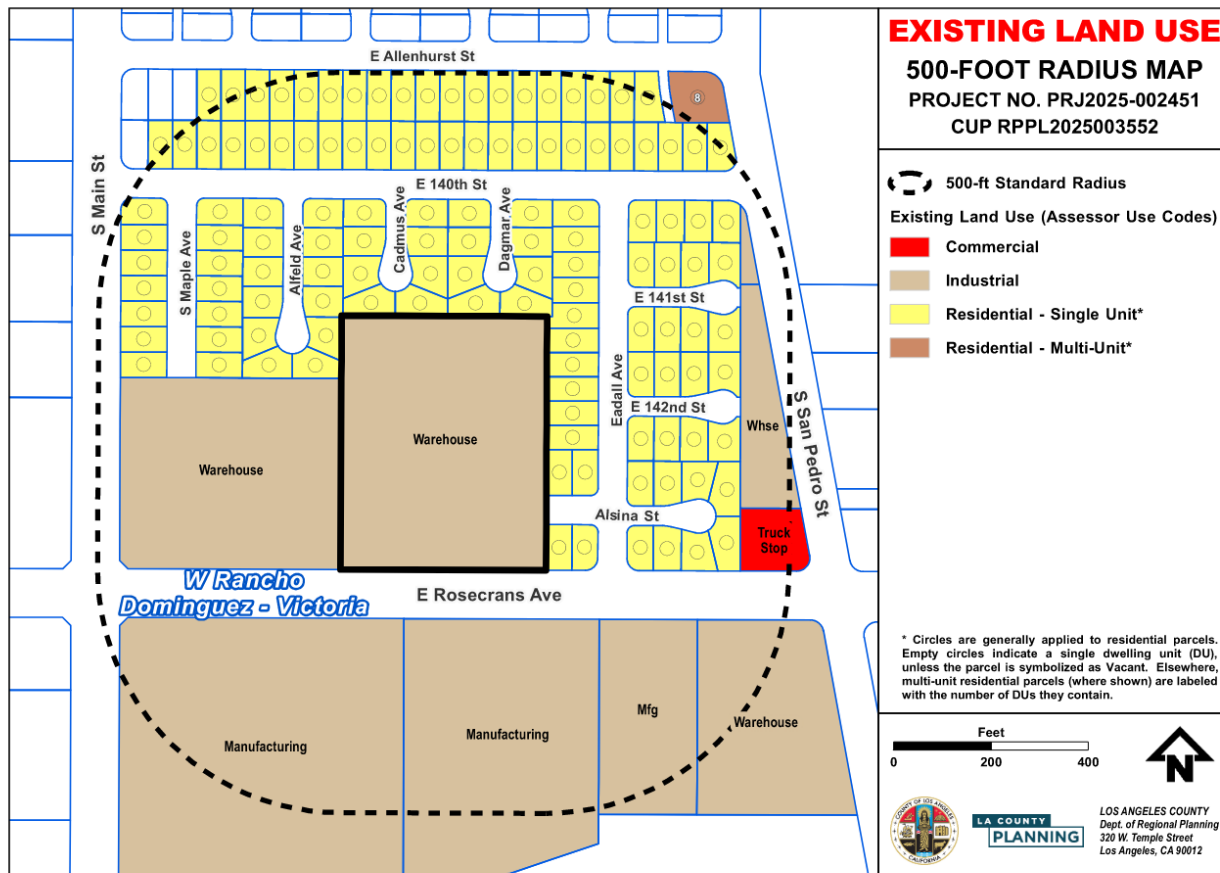 EXISTING LAND USE
500-FOOT RADIUS MAP
PROJECT NO. PRJ2025-002451
CUP RPPL2025003552
500-ft Standard Radius
Existing Land Use (Assessor Use Codes)
Commercial
Industrial
Residential - Single Unit*
Residential - Multi-Unit*
E Allenhurst St
8
S Main St
E 140th St
S Maple Ave
Alfeld Ave
Cadmus Ave
Dagmar Ave
E 141st St
Eadall Ave
E 142nd St
S San Pedro St
Whse
Warehouse
Warehouse
Alsina St
Truck
Stop
W Rancho
Dominguez - Victoria
E Rosecrans Ave
Manufacturing
Manufacturing
Mfg
Warehouse
* Circles are generally applied to residential parcels.
Empty circles indicate a single dwelling unit (DU),
unless the parcel is symbolized as Vacant. Elsewhere,
multi-unit residential parcels (where shown) are labeled
with the number of DUs they contain.
Feet
0 200 400
N
COUNTY OF LOS ANGELES
CALIFORNIA
LA COUNTY
PLANNING
LOS ANGELES COUNTY
Dept. of Regional Planning
320 W. Temple Street
Los Angeles, CA 90012